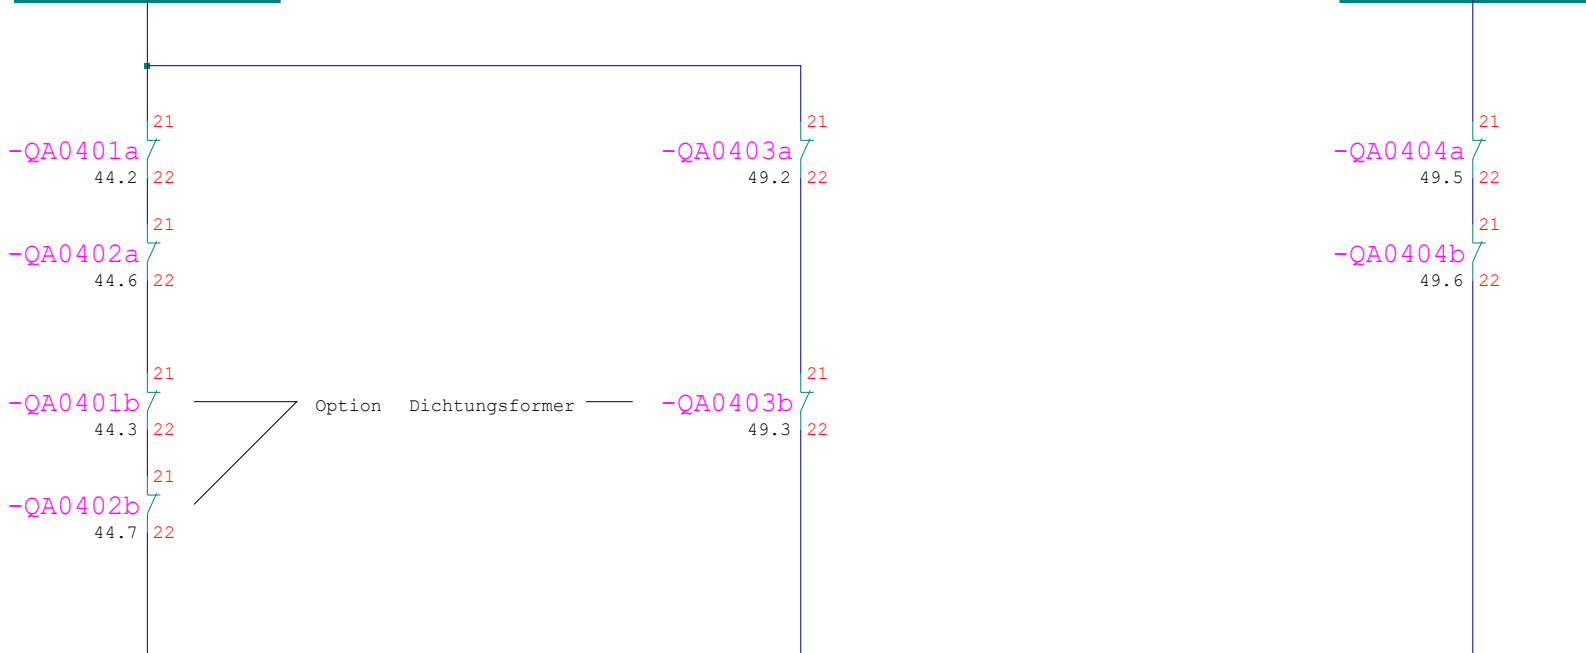 21 21 21
-QA0401a -QA0403a -QA0404a
44.2 22 49.2 22 49.5 22
21 21
-QA0402a -QA0404b
44.6 22 49.6 22
21 21
-QA0401b Option Dichtungsformer -QA0403b
44.3 22 49.3 22
21
-QA0402b
44.7 22